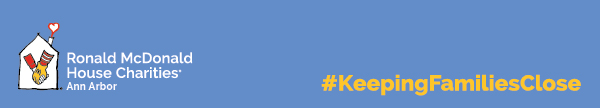 Ronald McDonald
House Charities®
Ann Arbor
#KeepingFamiliesClose